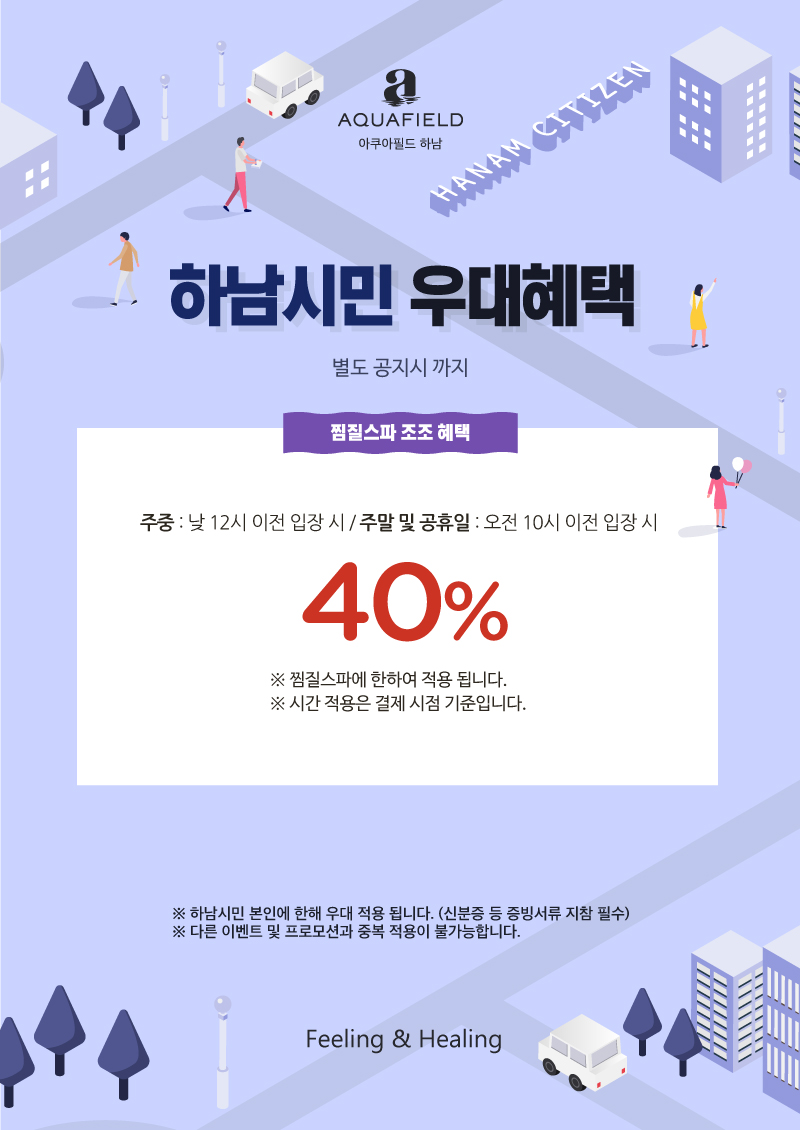 a
AQUAFIELD
아쿠아필드 하남
HANAM CITIZEN
하남시민 우대혜택
별도 공지시 까지
찜질스파 조조 혜택
주중 : 낮 12시 이전 입장 시 / 주말 및 공휴일 : 오전 10시 이전 입장 시
40%
※ 찜질스파에 한하여 적용 됩니다.
※ 시간 적용은 결제 시점 기준입니다.
※ 하남시민 본인에 한해 우대 적용 됩니다. (신분증 등 증빙서류 지참 필수)
※ 다른 이벤트 및 프로모션과 중복 적용이 불가능합니다.
Feeling & Healing